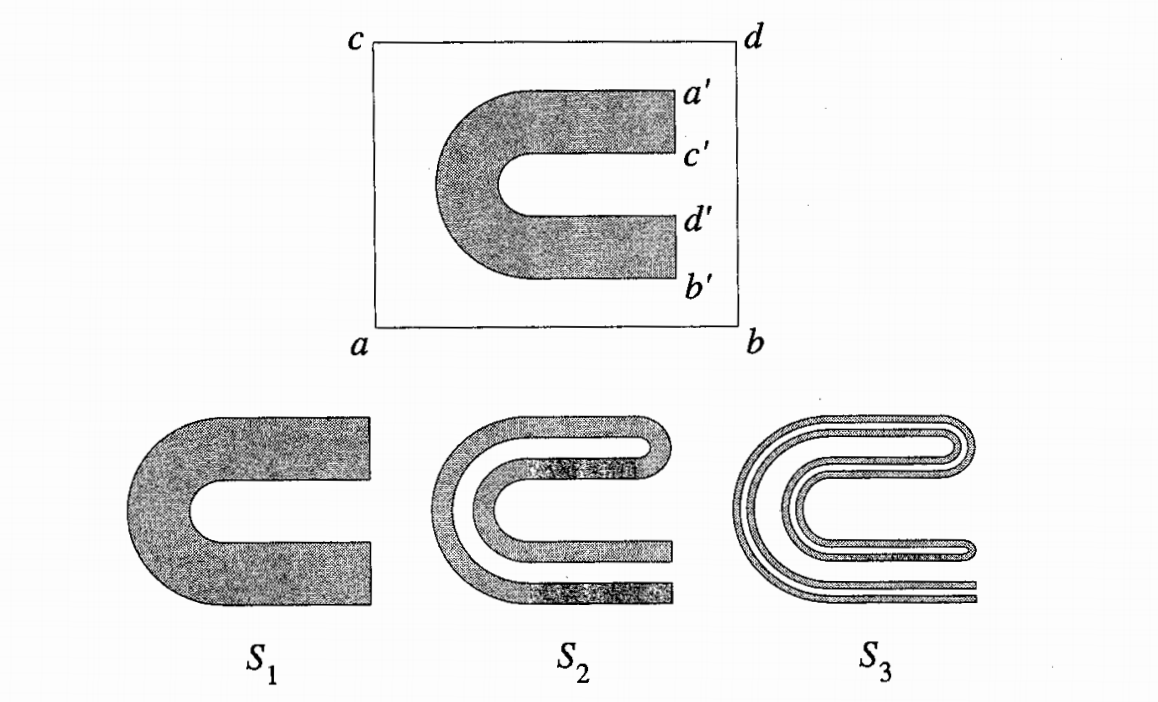 c d
a'
c'
d'
b'
a b
S₁ S₂ S₃